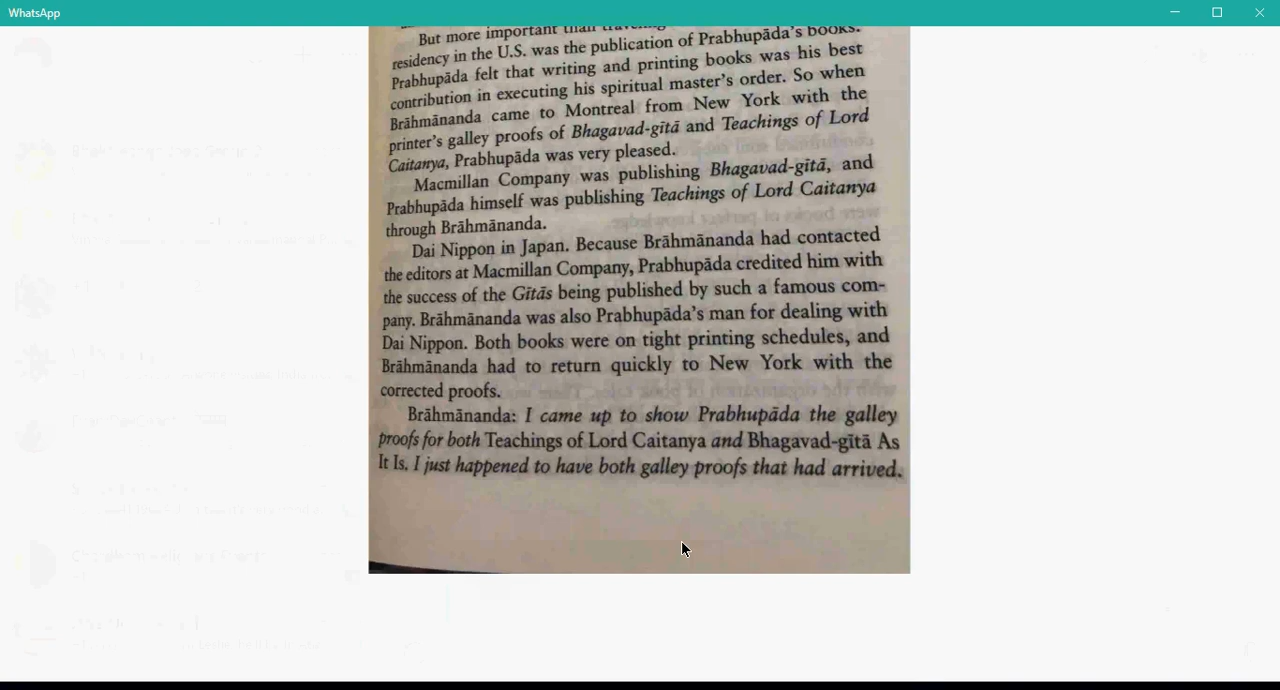 WhatsApp
But more important than
residency in the U.S. was the publication of Prabhupāda's books.
Prabhupāda felt that writing and printing books was his best
contribution in executing his spiritual master's order. So when
Brāhmānanda came to Montreal from New York with the
printer's galley proofs of Bhagavad-gītā and Teachings of Lord
Caitanya, Prabhupāda was very pleased.
Macmillan Company was publishing Bhagavad-gītā, and
Prabhupāda himself was publishing Teachings of Lord Caitanya
through Brāhmānanda.
Dai Nippon in Japan. Because Brāhmānanda had contacted
the editors at Macmillan Company, Prabhupāda credited him with
the success of the Gītās being published by such a famous com-
pany. Brāhmānanda was also Prabhupāda's man for dealing with
Dai Nippon. Both books were on tight printing schedules, and
Brāhmānanda had to return quickly to New York with the
corrected proofs.
Brāhmānanda: I came up to show Prabhupāda the galley
proofs for both Teachings of Lord Caitanya and Bhagavad-gītā As
It Is. I just happened to have both galley proofs that had arrived.